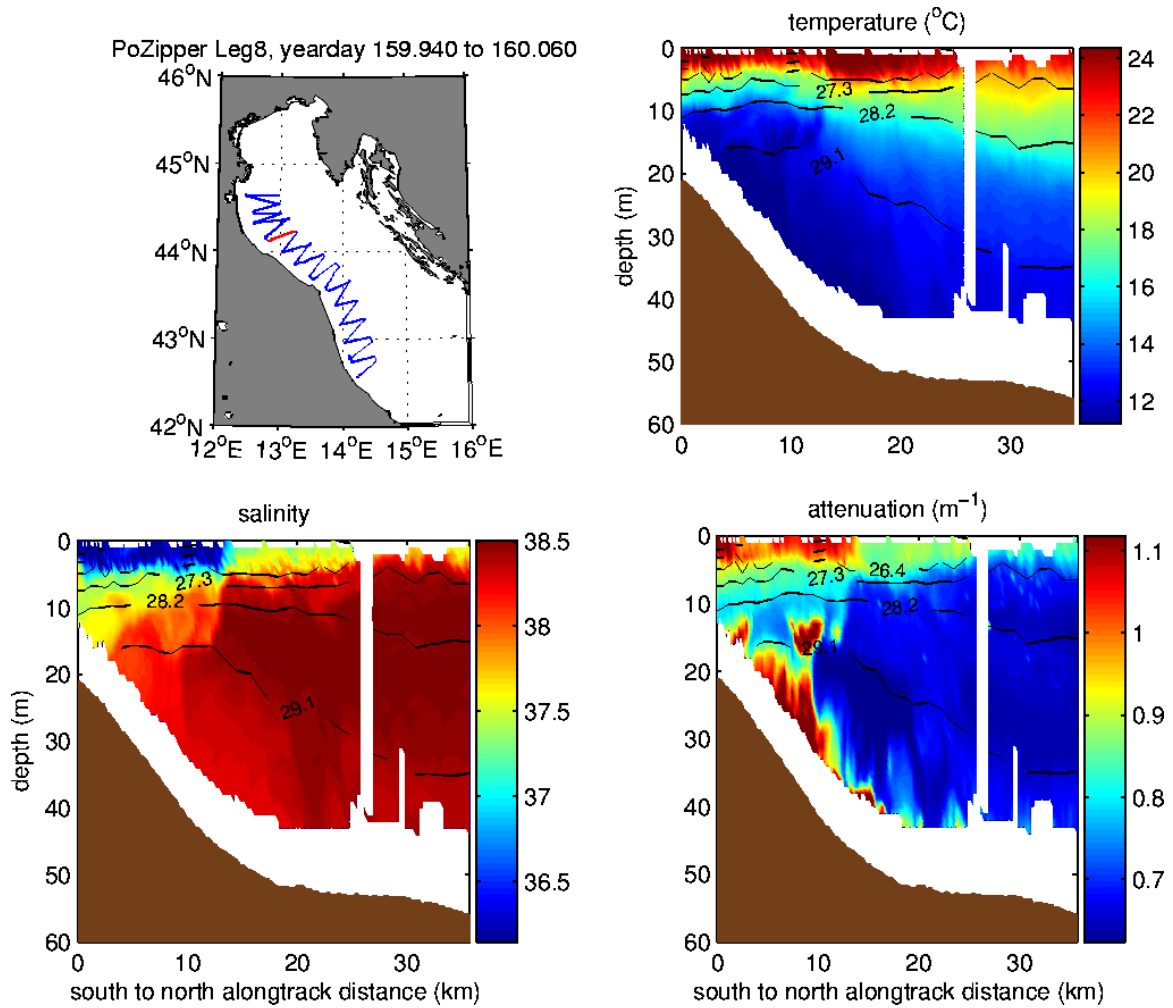 PoZipper Leg8, yearday 159.940 to 160.060
46°N
45°N
44°N
43°N
42°N
12°E 13°E 14°E 15°E 16°E
temperature (°C)
0
10
20
30
40
50
60
depth (m)
27.3
28.2
29.1
0 10 20 30
24
22
20
18
16
14
12
salinity
0
10
20
30
40
50
60
depth (m)
27.3
28.2
29.1
0 10 20 30
south to north alongtrack distance (km)
38.5
38
37.5
37
36.5
attenuation (m⁻¹)
0
10
20
30
40
50
60
27.3
26.4
28.2
29.1
0 10 20 30
south to north alongtrack distance (km)
1.1
1
0.9
0.8
0.7